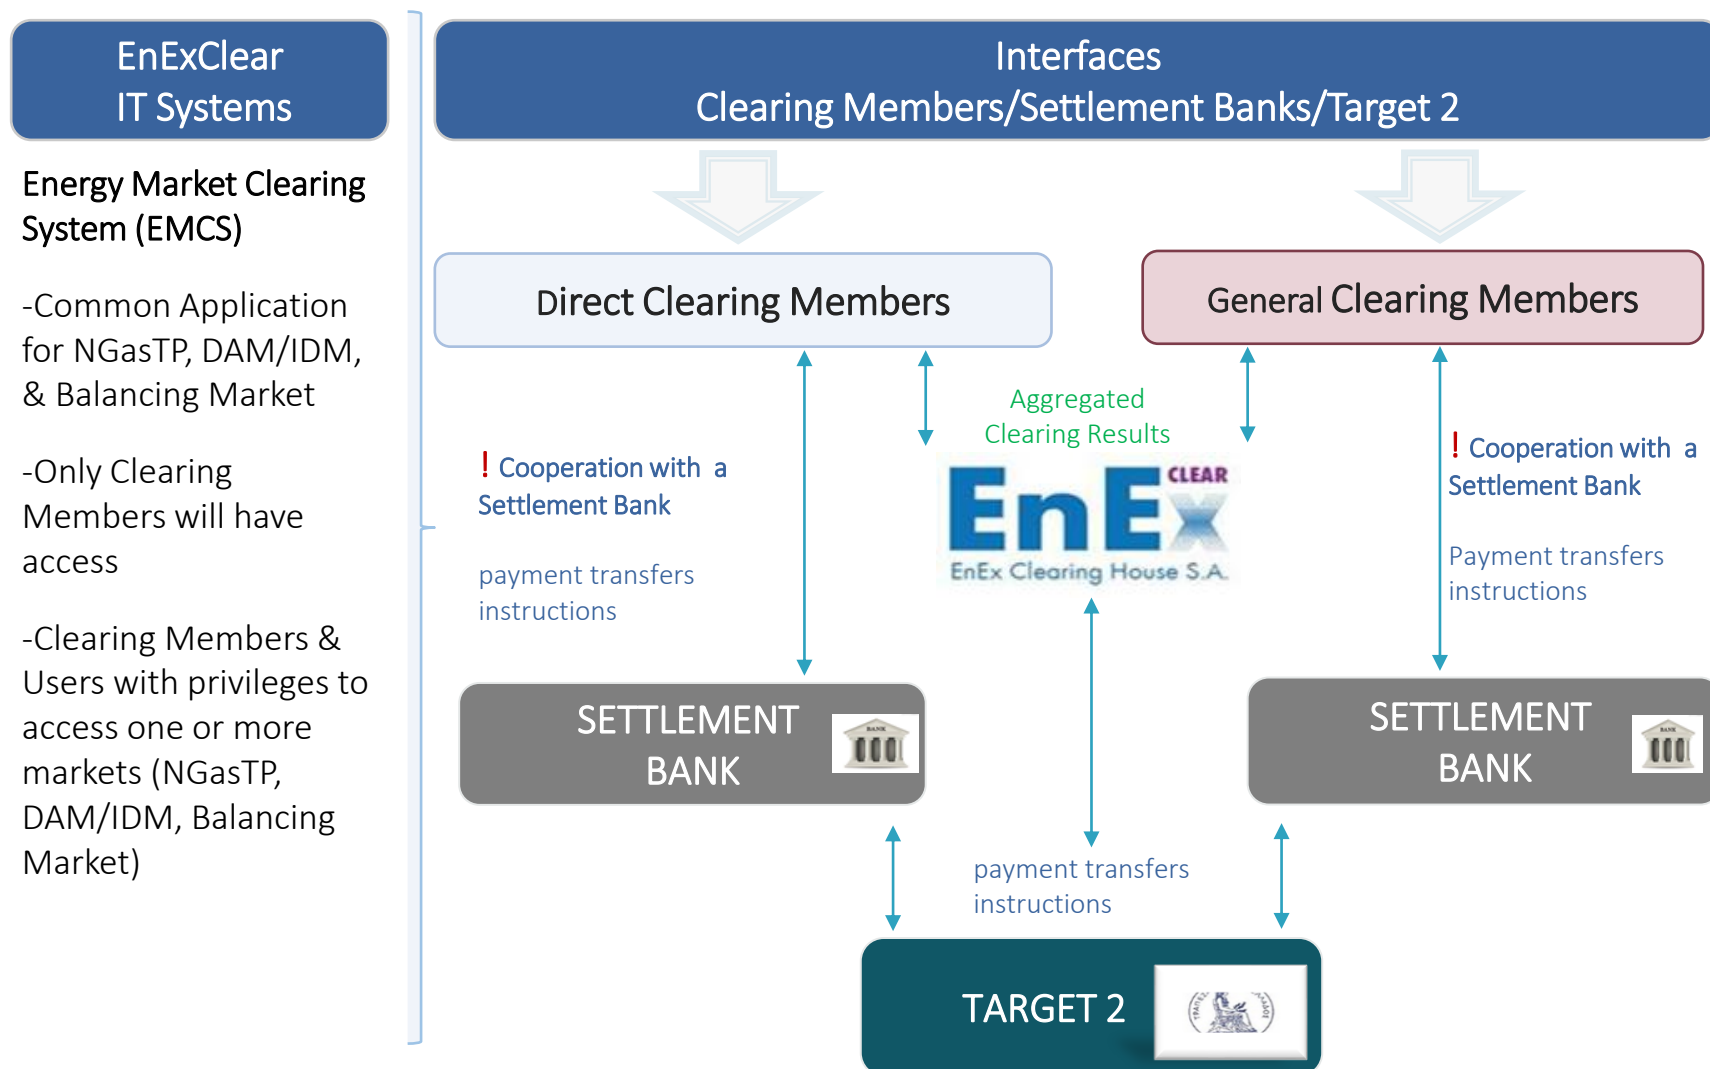 EnExClear
IT Systems
Energy Market Clearing
System (EMCS)
-Common Application
for NGasTP, DAM/IDM,
& Balancing Market
-Only Clearing
Members will have
access
-Clearing Members &
Users with privileges to
access one or more
markets (NGasTP,
DAM/IDM, Balancing
Market)
Interfaces
Clearing Members/Settlement Banks/Target 2
Direct Clearing Members
General Clearing Members
Aggregated
Clearing Results
! Cooperation with a
Settlement Bank
payment transfers
instructions
EnEx CLEAR
EnEx Clearing House S.A.
! Cooperation with a
Settlement Bank
Payment transfers
instructions
SETTLEMENT
BANK
BANK
SETTLEMENT
BANK
BANK
payment transfers
instructions
TARGET 2